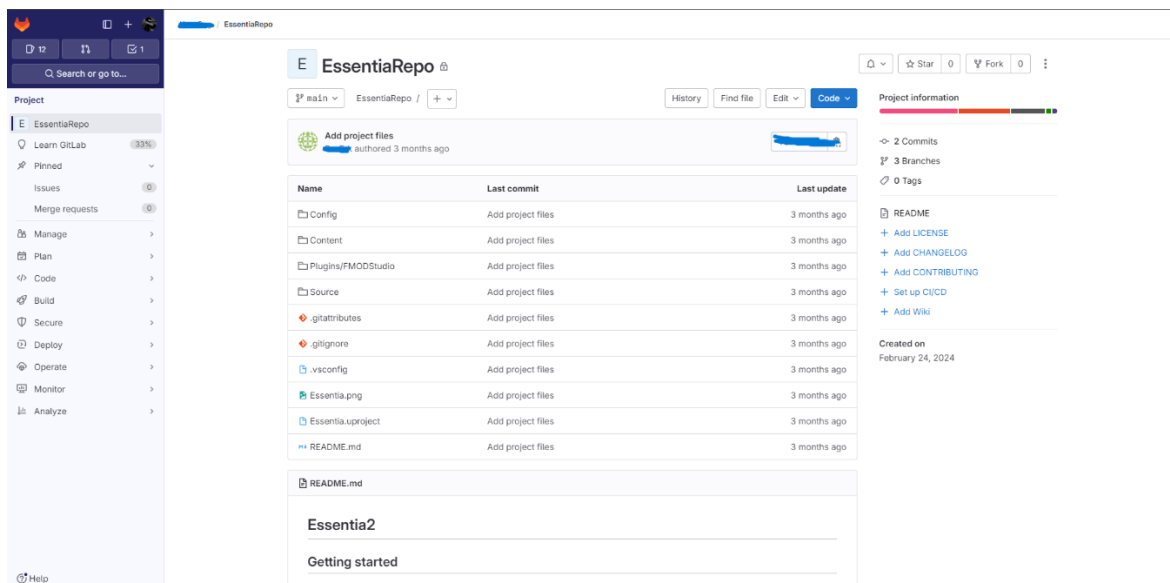 / EssentiaRepo
12
1
Search or go to...
Project
E EssentiaRepo
Learn GitLab 33%
Pinned
Issues 0
Merge requests 0
Manage
Plan
Code
Build
Secure
Deploy
Operate
Monitor
Analyze
Help
E EssentiaRepo
Star 0 Fork 0
main EssentiaRepo / +
History Find file Edit Code
Add project files
authored 3 months ago
Name Last commit Last update
Config Add project files 3 months ago
Content Add project files 3 months ago
Plugins/FMODStudio Add project files 3 months ago
Source Add project files 3 months ago
.gitattributes Add project files 3 months ago
.gitignore Add project files 3 months ago
.vsconfig Add project files 3 months ago
Essentia.png Add project files 3 months ago
Essentia.uproject Add project files 3 months ago
README.md Add project files 3 months ago
README.md
Essentia2
Getting started
Project information
2 Commits
3 Branches
0 Tags
README
+ Add LICENSE
+ Add CHANGELOG
+ Add CONTRIBUTING
+ Set up CI/CD
+ Add Wiki
Created on
February 24, 2024